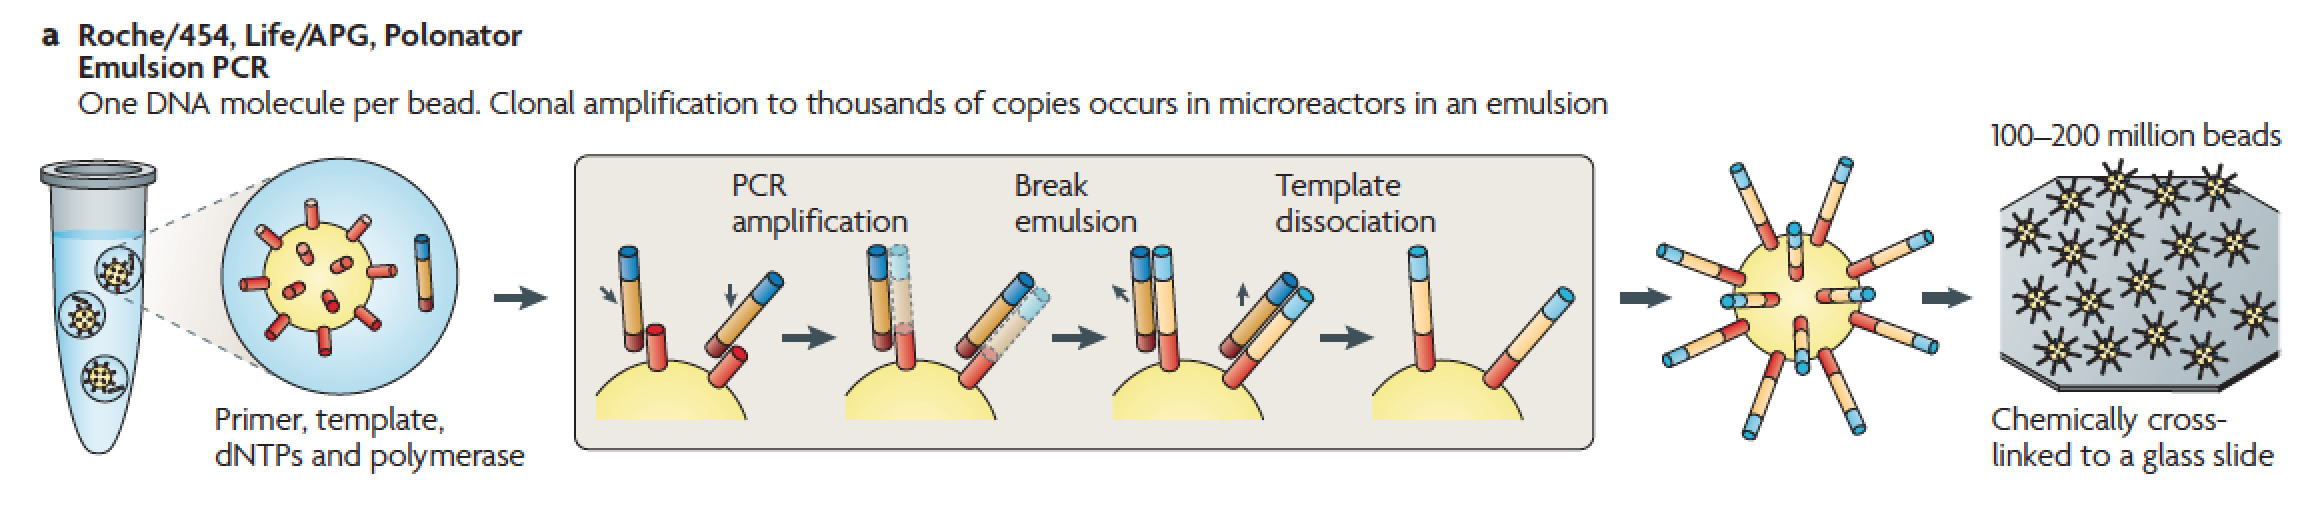 a Roche/454, Life/APG, Polonator
Emulsion PCR
One DNA molecule per bead. Clonal amplification to thousands of copies occurs in microreactors in an emulsion
Primer, template,
dNTPs and polymerase
PCR
amplification
Break
emulsion
Template
dissociation
100–200 million beads
Chemically cross-
linked to a glass slide